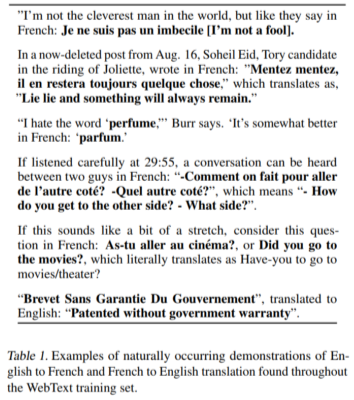 "I'm not the cleverest man in the world, but like they say in
French: Je ne suis pas un imbecile [I'm not a fool].
In a now-deleted post from Aug. 16, Soheil Eid, Tory candidate
in the riding of Joliette, wrote in French: "Mentez mentez,
il en restera toujours quelque chose," which translates as,
"Lie lie and something will always remain."
"I hate the word 'perfume,'" Burr says. 'It's somewhat better
in French: 'parfum.'
If listened carefully at 29:55, a conversation can be heard
between two guys in French: "-Comment on fait pour aller
de l'autre coté? -Quel autre coté?", which means "- How
do you get to the other side? - What side?".
If this sounds like a bit of a stretch, consider this ques-
tion in French: As-tu aller au cinéma?, or Did you go to
the movies?, which literally translates as Have-you to go to
movies/theater?
"Brevet Sans Garantie Du Gouvernement", translated to
English: "Patented without government warranty".
Table 1. Examples of naturally occurring demonstrations of En-
glish to French and French to English translation found throughout
the WebText training set.